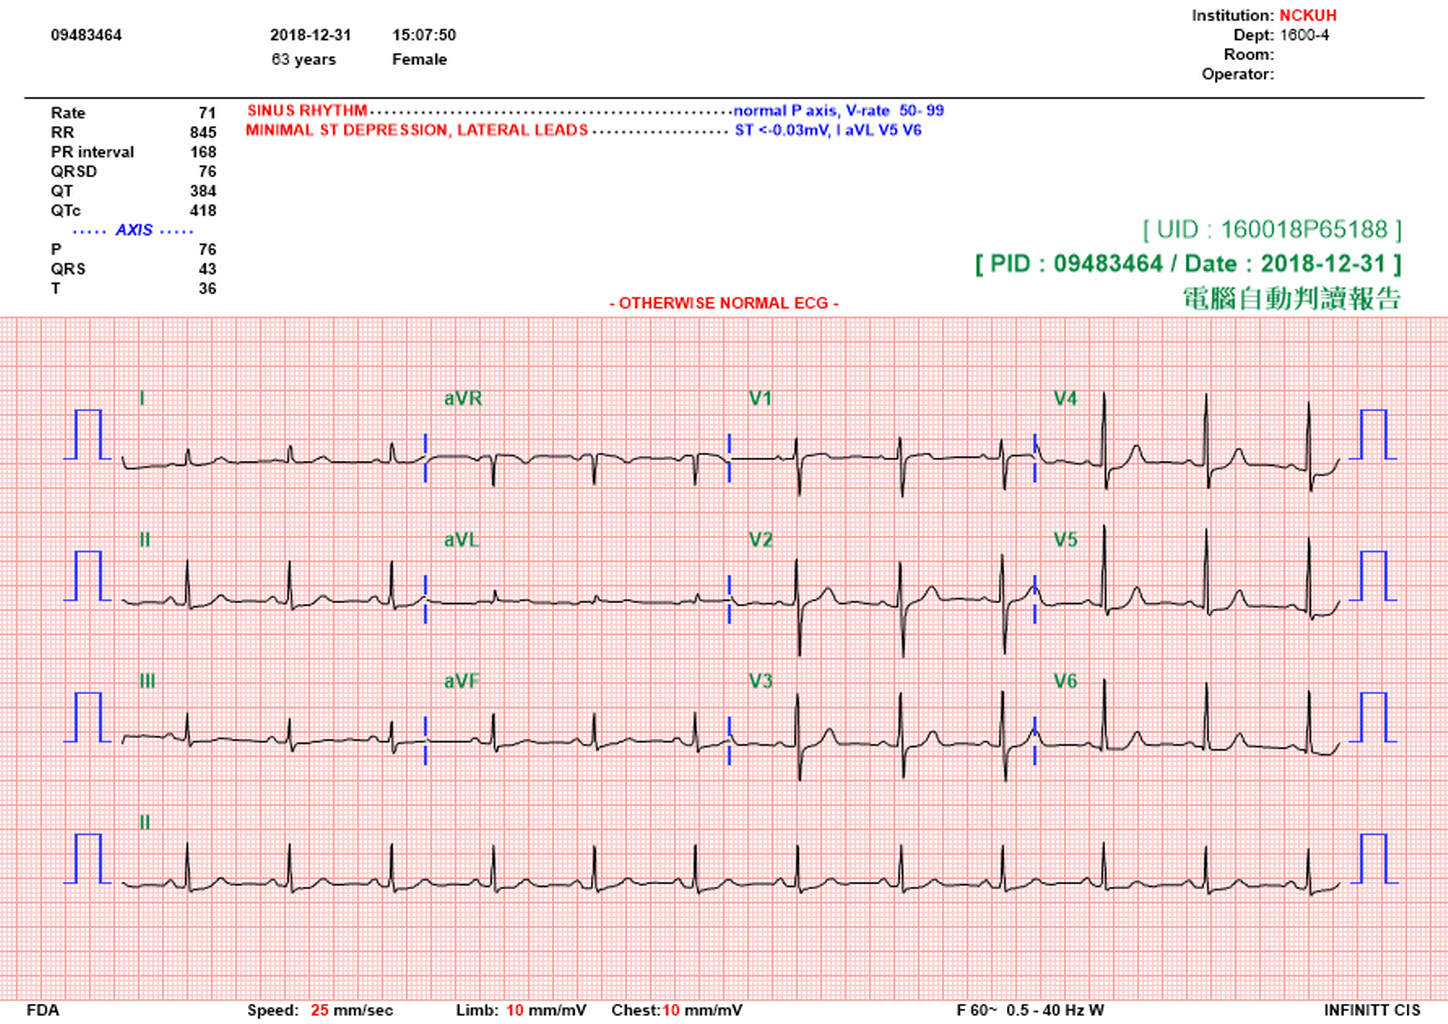 Institution: NCKUH
09483464 2018-12-31 15:07:50 Dept: 1600-4
63 years Female Room:
Operator:
Rate 71 SINUS RHYTHM normal P axis, V-rate 50- 99
RR 845 MINIMAL ST DEPRESSION, LATERAL LEADS ST <-0.03mV, I aVL V5 V6
PR interval 168
QRSD 76
QT 384
QTc 418
····· AXIS ·····
P 76
QRS 43
T 36
[ UID : 160018P65188 ]
[ PID : 09483464 / Date : 2018-12-31 ]
電腦自動判讀報告
- OTHERWISE NORMAL ECG -
I aVR V1 V4
II aVL V2 V5
III aVF V3 V6
II
FDA Speed: 25 mm/sec Limb: 10 mm/mV Chest:10 mm/mV F 60~ 0.5 - 40 Hz W INFINITT CIS